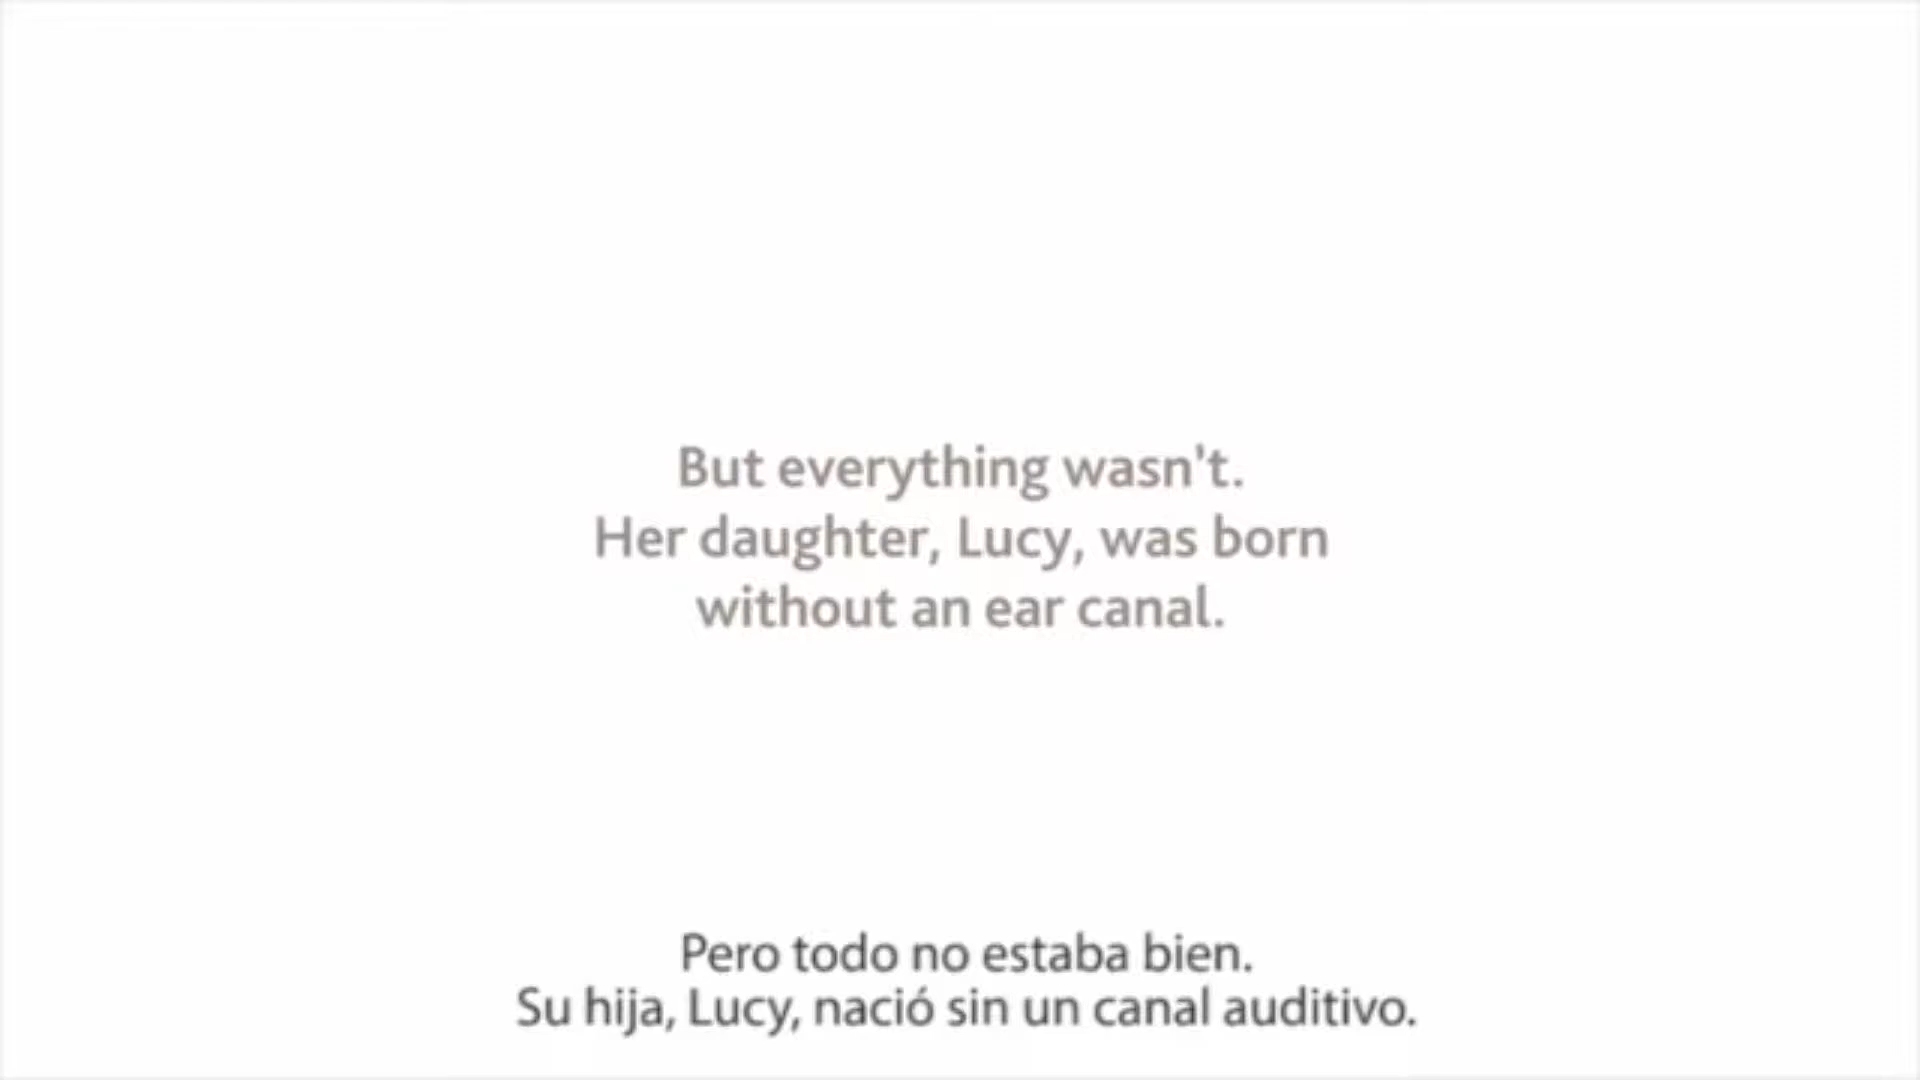 But everything wasn't.
Her daughter, Lucy, was born
without an ear canal.
Pero todo no estaba bien.
Su hija, Lucy, nació sin un canal auditivo.